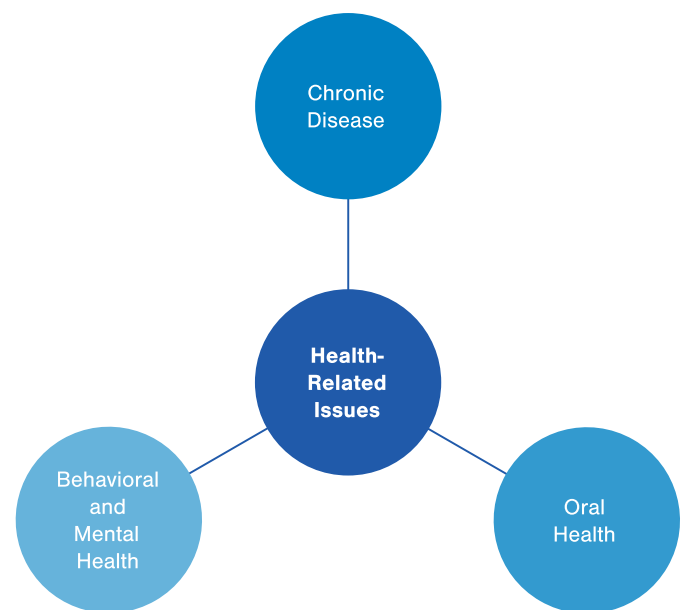 Chronic
Disease
Health-
Related
Issues
Behavioral
and
Mental
Health
Oral
Health